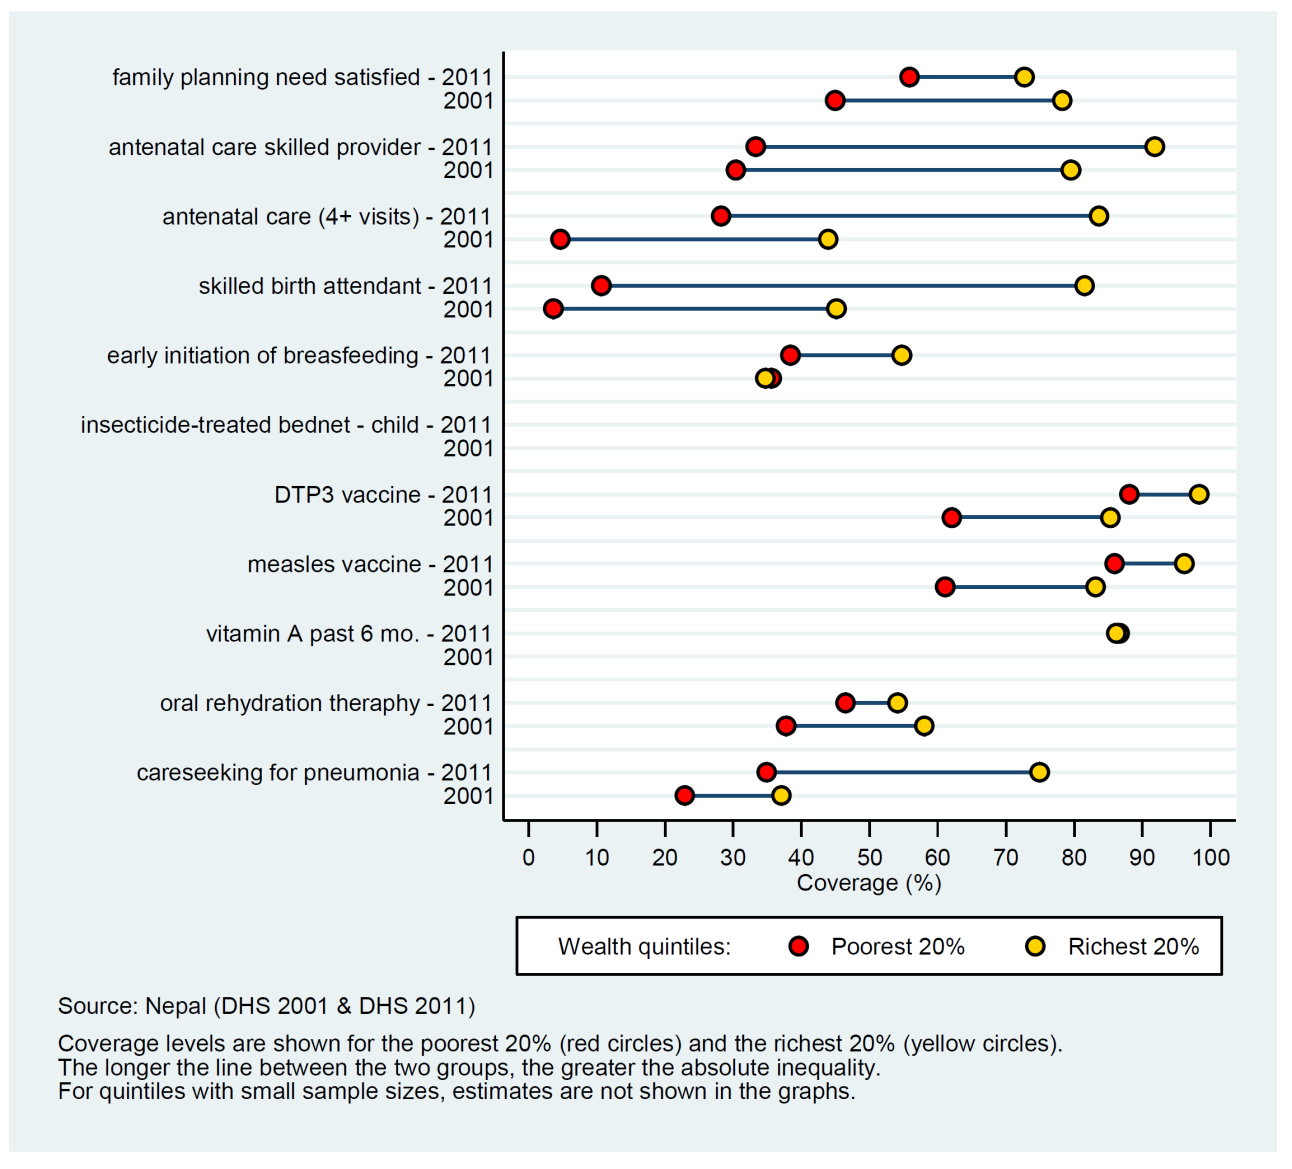 family planning need satisfied - 2011
2001
antenatal care skilled provider - 2011
2001
antenatal care (4+ visits) - 2011
2001
skilled birth attendant - 2011
2001
early initiation of breasfeeding - 2011
2001
insecticide-treated bednet - child - 2011
2001
DTP3 vaccine - 2011
2001
measles vaccine - 2011
2001
vitamin A past 6 mo. - 2011
2001
oral rehydration theraphy - 2011
2001
careseeking for pneumonia - 2011
2001
0 10 20 30 40 50 60 70 80 90 100
Coverage (%)
Wealth quintiles: Poorest 20% Richest 20%
Source: Nepal (DHS 2001 & DHS 2011)
Coverage levels are shown for the poorest 20% (red circles) and the richest 20% (yellow circles).
The longer the line between the two groups, the greater the absolute inequality.
For quintiles with small sample sizes, estimates are not shown in the graphs.